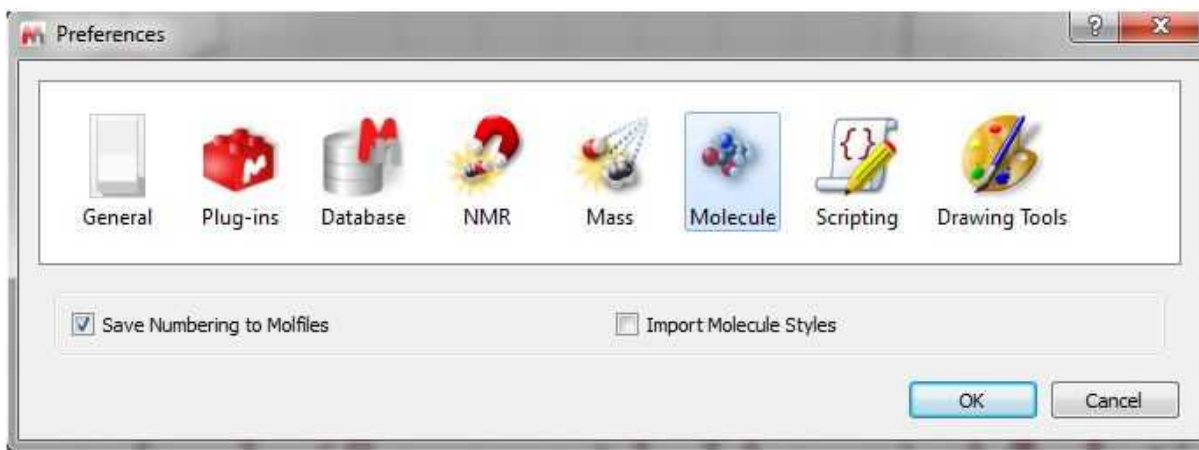 Preferences
General Plug-ins Database NMR Mass Molecule Scripting Drawing Tools
Save Numbering to Molfiles Import Molecule Styles
OK Cancel